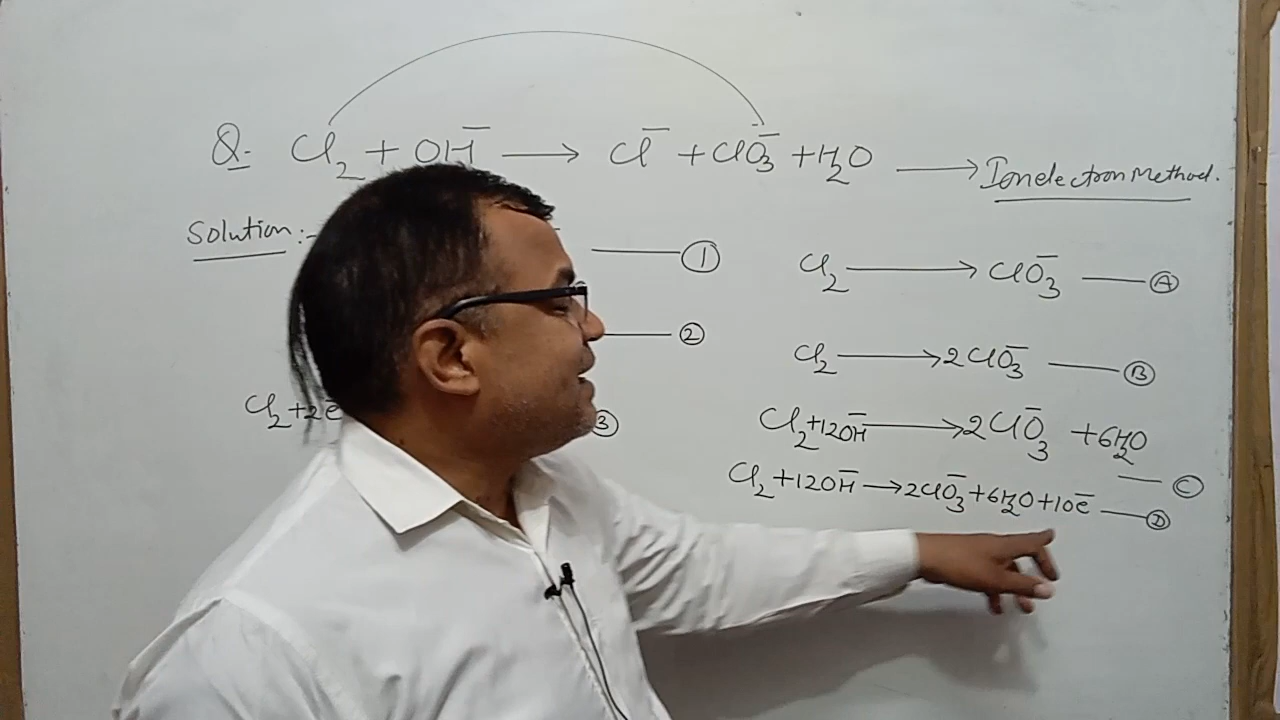 Q. Cl₂ + OH⁻ ⟶ Cl⁻ + ClO₃⁻ + H₂O ⟶ Ionelectron Method.
Solution :-
①
Cl₂ ⟶ ClO₃⁻ — Ⓐ
②
Cl₂ ⟶ 2ClO₃⁻ — Ⓑ
Cl₂ + 2e⁻
③
Cl₂ + 12OH⁻ ⟶ 2ClO₃⁻ + 6H₂O — Ⓒ
Cl₂ + 12OH⁻ ⟶ 2ClO₃⁻ + 6H₂O + 10e⁻ — Ⓓ